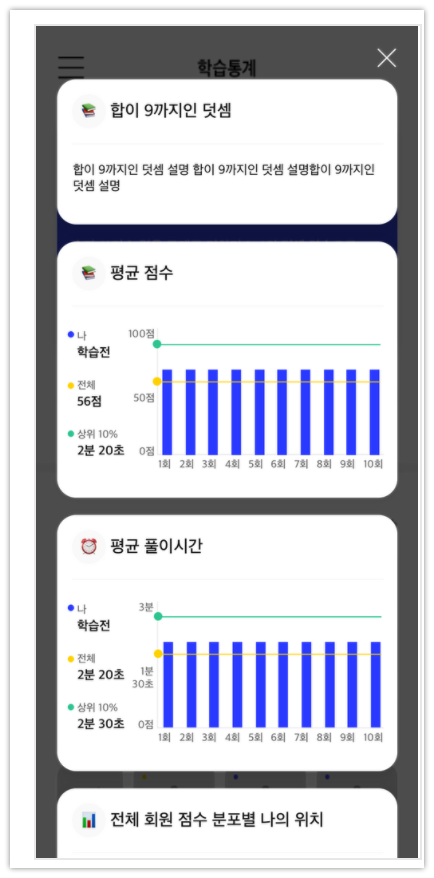 학습통계
합이 9까지인 덧셈
합이 9까지인 덧셈 설명 합이 9까지인 덧셈 설명합이 9까지인
덧셈 설명
평균 점수
나
학습전
전체
56점
상위 10%
2분 20초
100점
50점
0점
1회 2회 3회 4회 5회 6회 7회 8회 9회 10회
평균 풀이시간
나
학습전
전체
2분 20초
상위 10%
2분 30초
3분
1분
30초
0점
1회 2회 3회 4회 5회 6회 7회 8회 9회 10회
전체 회원 점수 분포별 나의 위치